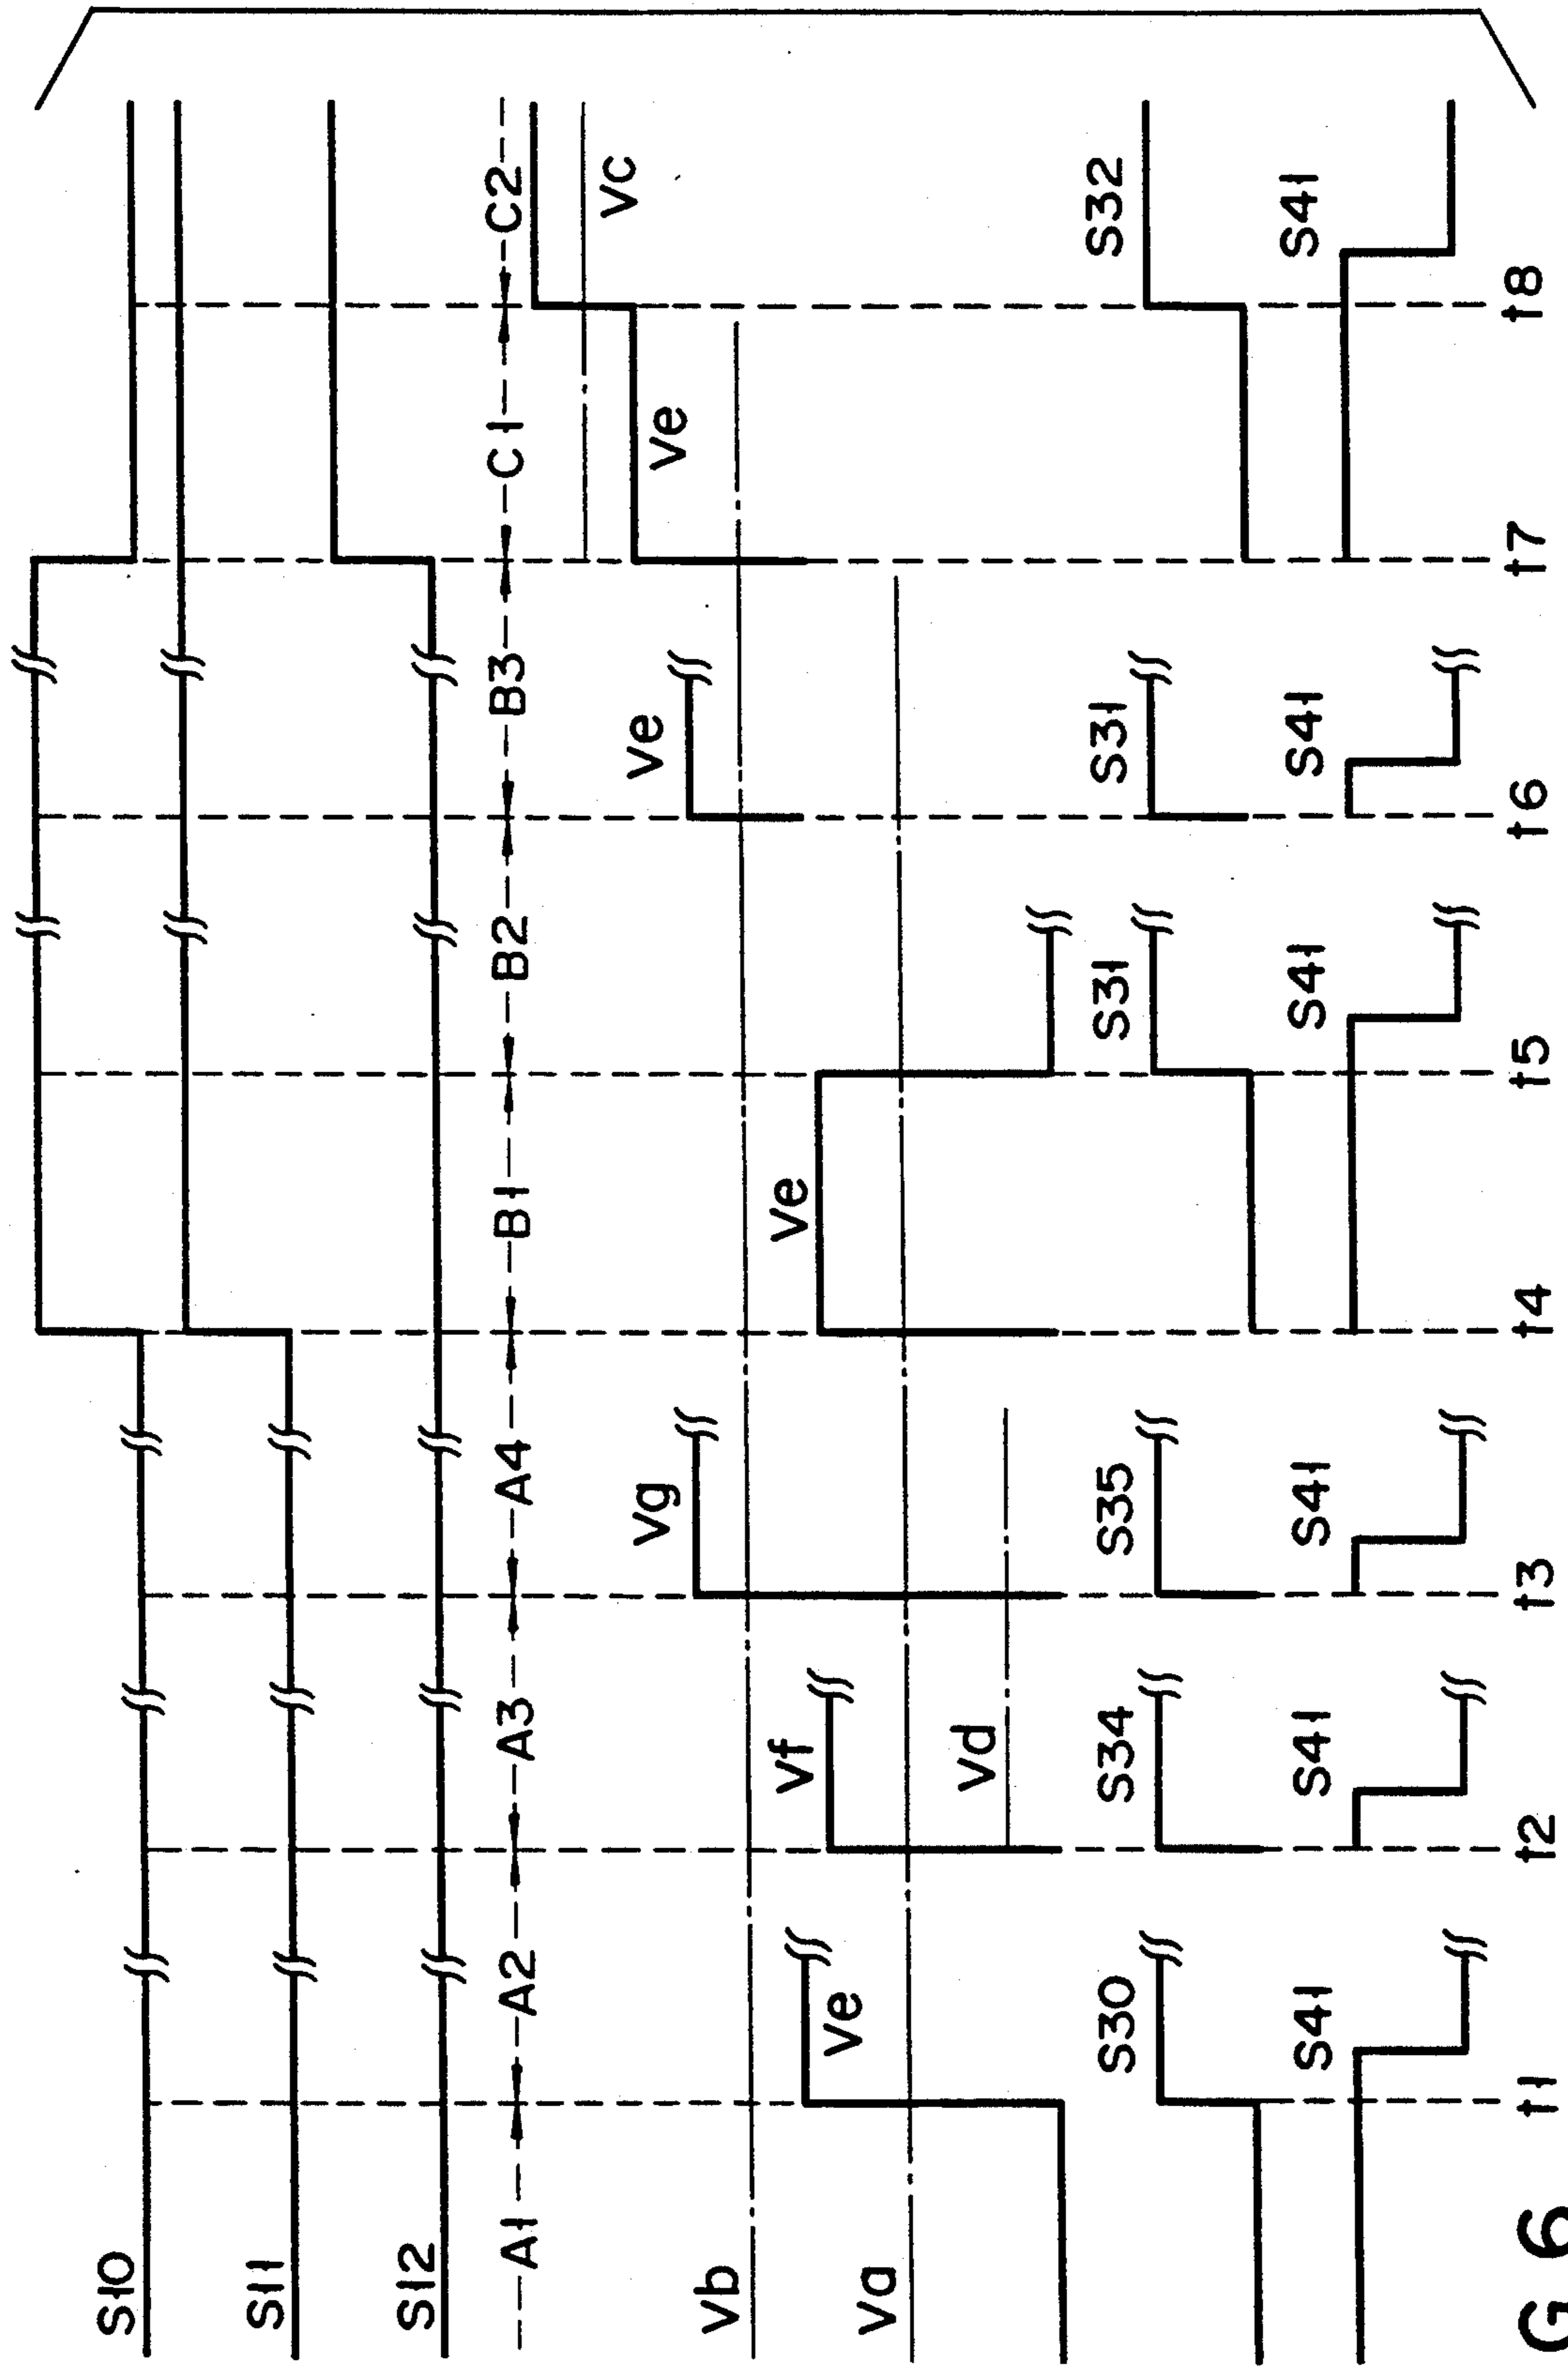 S10
S11
S12
A1 A2 A3 A4 B1 B2 B3 C1 C2
Vb
Va
Ve
Vf
Vd
Vg
Ve
Ve
Ve
Vc
S30 S34 S35 S31 S31 S32
S41 S41 S41 S41 S41 S41
t1 t2 t3 t4 t5 t6 t7 t8
G 6